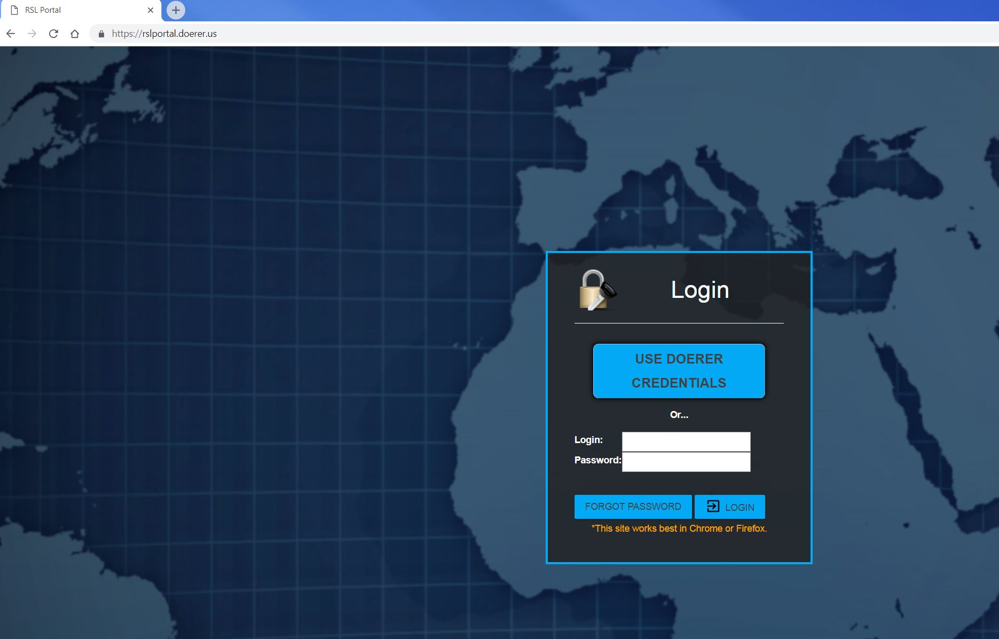 RSL Portal
https://rslportal.doerer.us
Login
USE DOERER
CREDENTIALS
Or...
Login:
Password:
FORGOT PASSWORD
LOGIN
*This site works best in Chrome or Firefox.